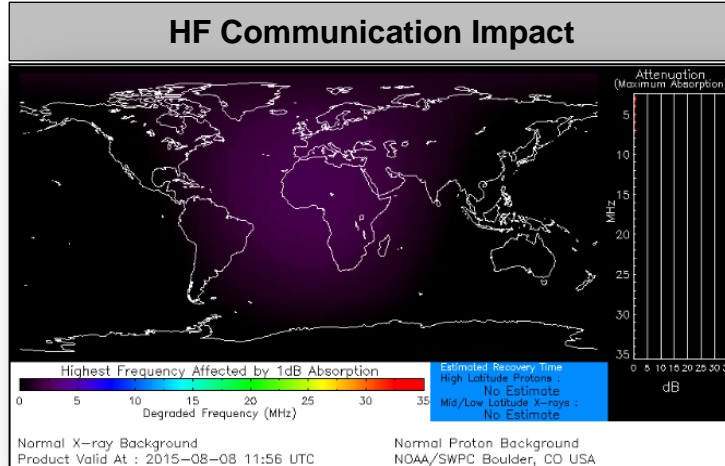 HF Communication Impact
Attenuation
(Maximum Absorption)
5
10
15
20
25
30
35
MHz
0 5 10 15 20 25 30
dB
Highest Frequency Affected by 1dB Absorption
0 5 10 15 20 25 30 35
Degraded Frequency (MHz)
Estimated Recovery Time
High Latitude Protons :
No Estimate
Mid/Low Latitude X-rays :
No Estimate
Normal X-ray Background
Normal Proton Background
Product Valid At : 2015-08-08 11:56 UTC
NOAA/SWPC Boulder, CO USA